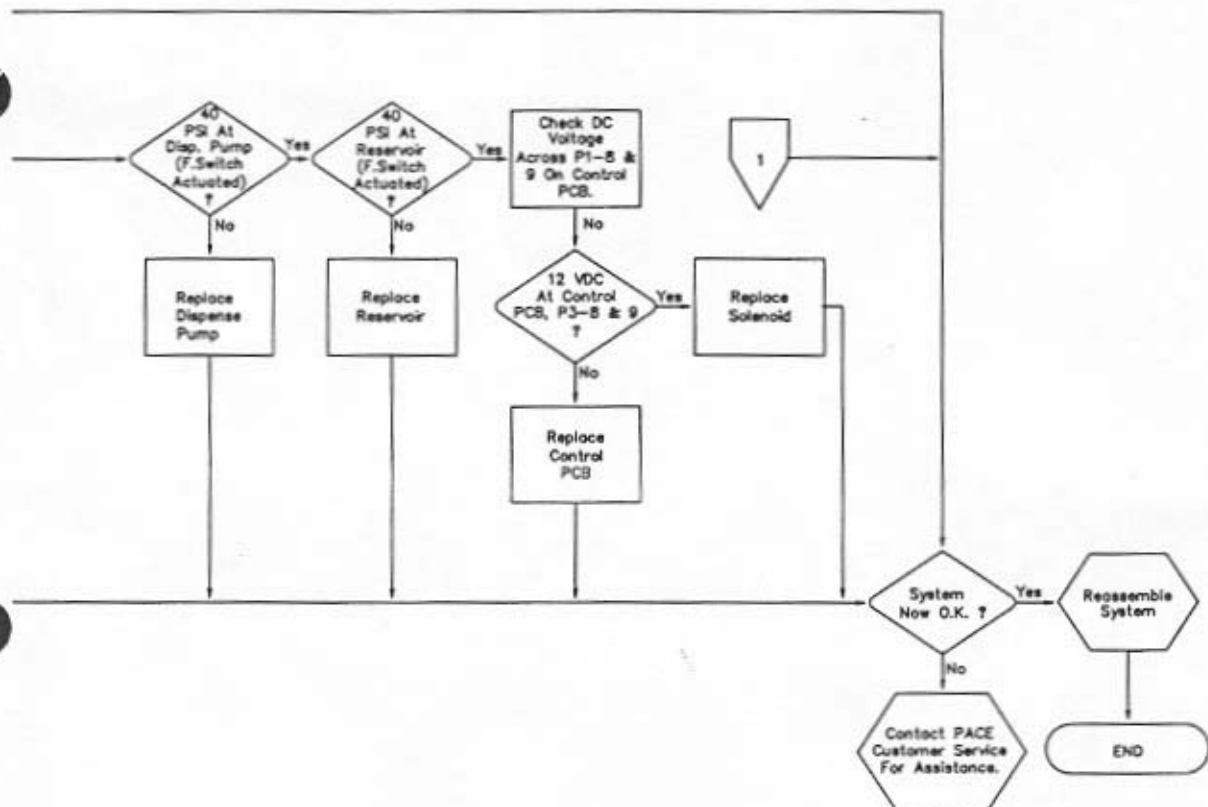 40
PSI At
Disp. Pump
(F.Switch
Actuated)
?
Yes
No
40
PSI At
Reservoir
(F.Switch
Actuated)
?
Yes
No
Check DC
Voltage
Across P1-8 &
9 On Control
PCB.
No
1
Replace
Dispense
Pump
Replace
Reservoir
12 VDC
At Control
PCB, P3-8 & 9
?
Yes
No
Replace
Solenoid
Replace
Control
PCB
System
Now O.K. ?
Yes
No
Reassemble
System
Contact PACE
Customer Service
For Assistance.
END